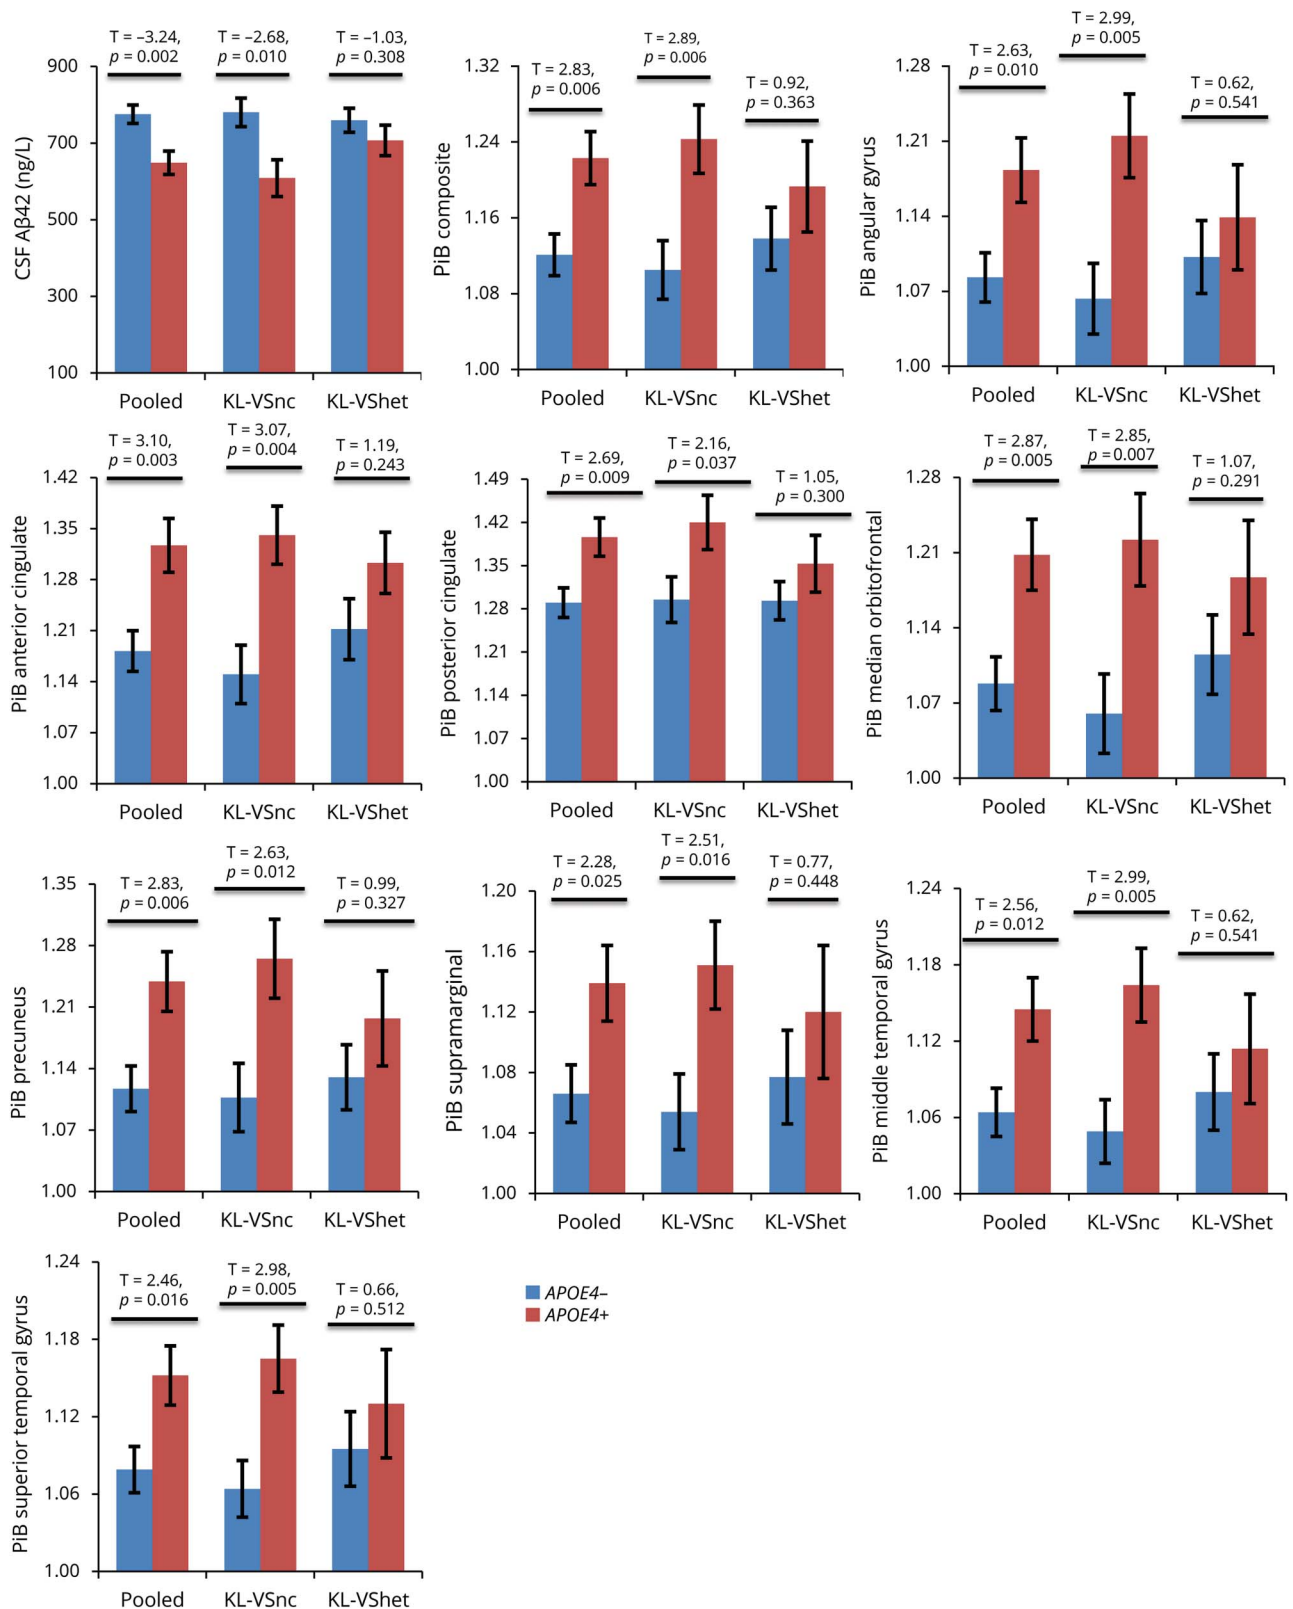 T = –3.24,
p = 0.002
T = –2.68,
p = 0.010
T = –1.03,
p = 0.308
900
700
500
300
100
CSF Aβ42 (ng/L)
Pooled
KL-VSnc
KL-VShet
T = 2.83,
p = 0.006
T = 2.89,
p = 0.006
T = 0.92,
p = 0.363
1.32
1.24
1.16
1.08
1.00
PiB composite
Pooled
KL-VSnc
KL-VShet
T = 2.63,
p = 0.010
T = 2.99,
p = 0.005
T = 0.62,
p = 0.541
1.28
1.21
1.14
1.07
1.00
PiB angular gyrus
Pooled
KL-VSnc
KL-VShet
T = 3.10,
p = 0.003
T = 3.07,
p = 0.004
T = 1.19,
p = 0.243
1.42
1.35
1.28
1.21
1.14
1.07
1.00
PiB anterior cingulate
Pooled
KL-VSnc
KL-VShet
T = 2.69,
p = 0.009
T = 2.16,
p = 0.037
T = 1.05,
p = 0.300
1.49
1.42
1.35
1.28
1.21
1.14
1.07
1.00
PiB posterior cingulate
Pooled
KL-VSnc
KL-VShet
T = 2.87,
p = 0.005
T = 2.85,
p = 0.007
T = 1.07,
p = 0.291
1.28
1.21
1.14
1.07
1.00
PiB median orbitofrontal
Pooled
KL-VSnc
KL-VShet
T = 2.83,
p = 0.006
T = 2.63,
p = 0.012
T = 0.99,
p = 0.327
1.35
1.28
1.21
1.14
1.07
1.00
PiB precuneus
Pooled
KL-VSnc
KL-VShet
T = 2.28,
p = 0.025
T = 2.51,
p = 0.016
T = 0.77,
p = 0.448
1.20
1.16
1.12
1.08
1.04
1.00
PiB supramarginal
Pooled
KL-VSnc
KL-VShet
T = 2.56,
p = 0.012
T = 2.99,
p = 0.005
T = 0.62,
p = 0.541
1.24
1.18
1.12
1.06
1.00
PiB middle temporal gyrus
Pooled
KL-VSnc
KL-VShet
T = 2.46,
p = 0.016
T = 2.98,
p = 0.005
T = 0.66,
p = 0.512
1.24
1.18
1.12
1.06
1.00
PiB superior temporal gyrus
Pooled
KL-VSnc
KL-VShet
APOE4–
APOE4+